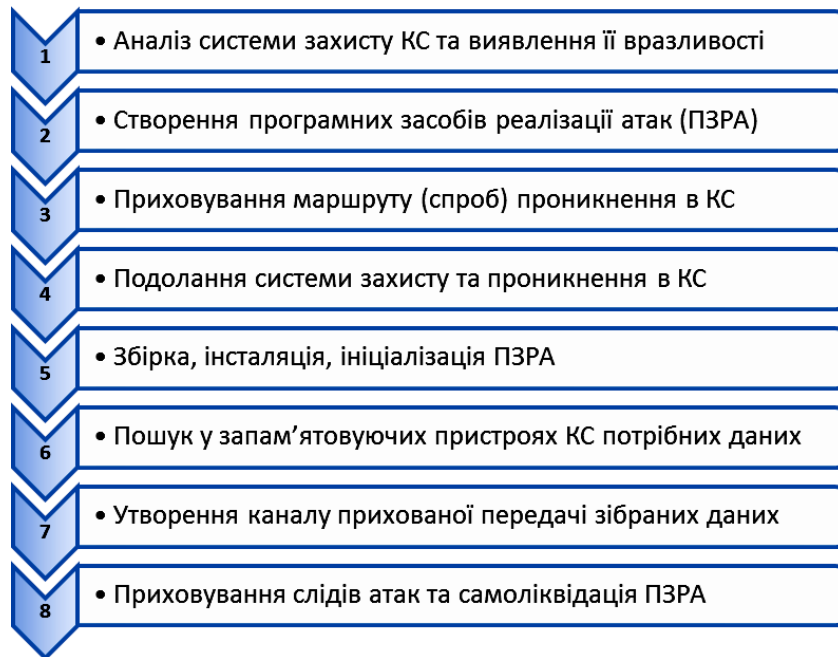 1 • Аналіз системи захисту КС та виявлення її вразливості
2 • Створення програмних засобів реалізації атак (ПЗРА)
3 • Приховування маршруту (спроб) проникнення в КС
4 • Подолання системи захисту та проникнення в КС
5 • Збірка, інсталяція, ініціалізація ПЗРА
6 • Пошук у запам’ятовуючих пристроях КС потрібних даних
7 • Утворення каналу прихованої передачі зібраних даних
8 • Приховування слідів атак та самоліквідація ПЗРА